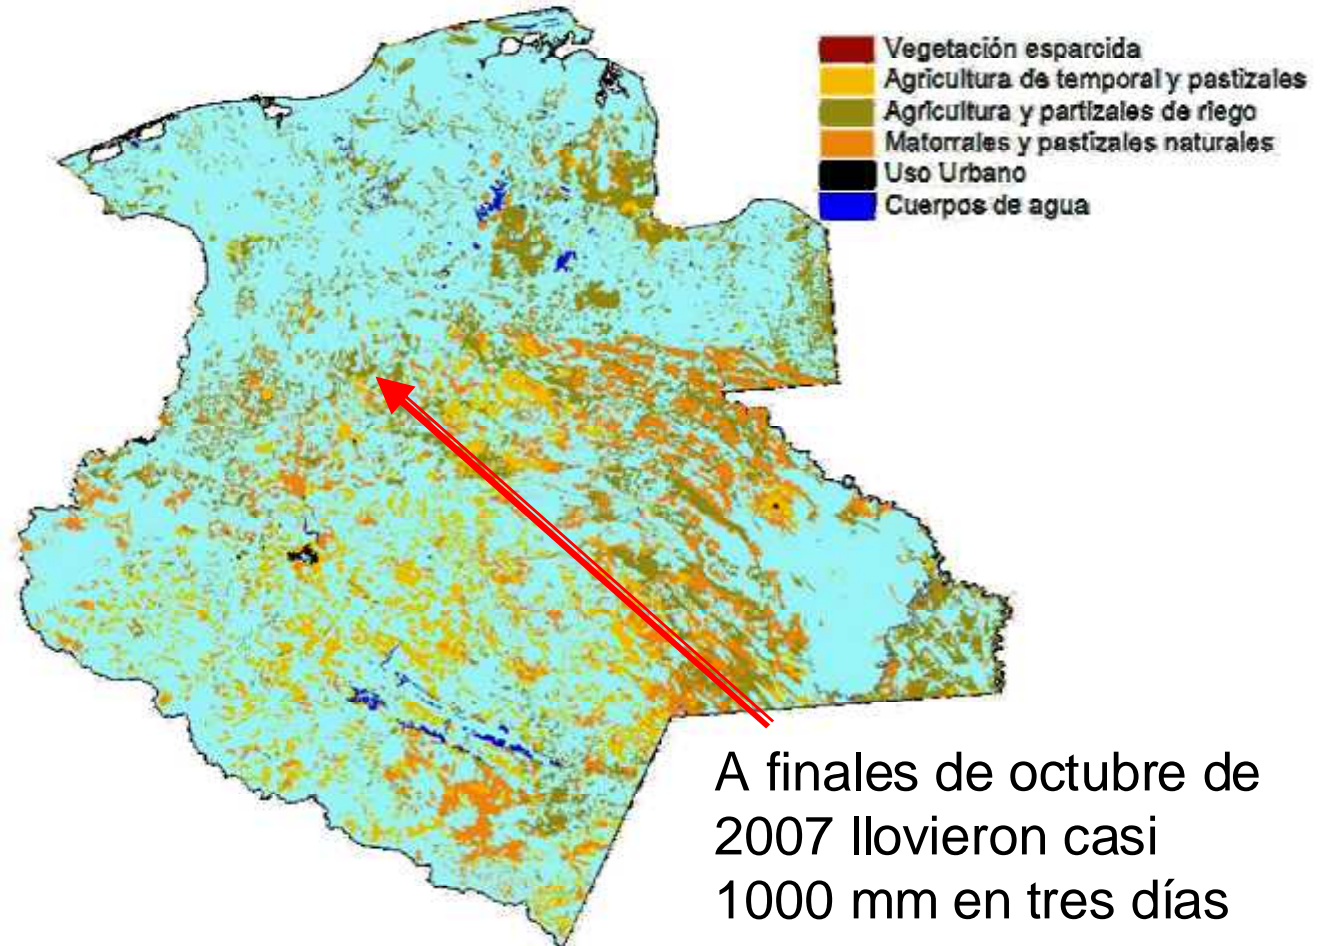 Vegetación esparcida
Agricultura de temporal y pastizales
Agricultura y partizales de riego
Matorrales y pastizales naturales
Uso Urbano
Cuerpos de agua
A finales de octubre de
2007 llovieron casi
1000 mm en tres días